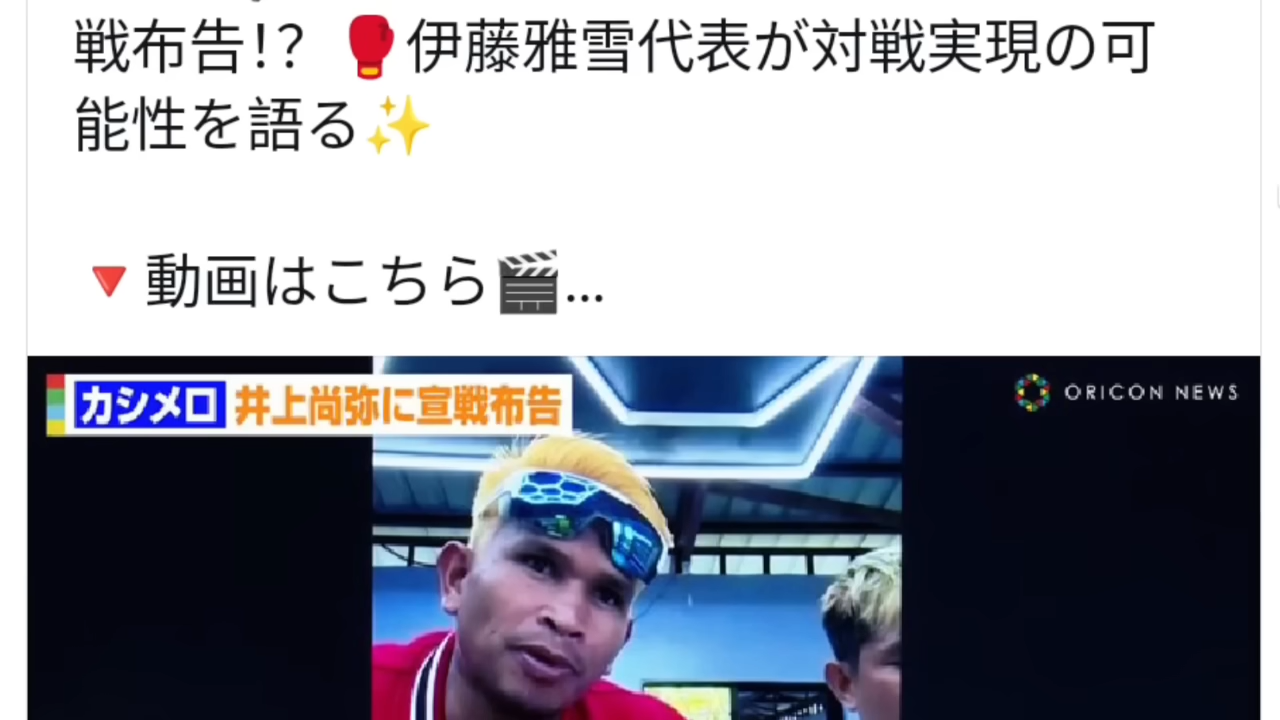 戦布告!? 🥊伊藤雅雪代表が対戦実現の可
能性を語る✨
🔻動画はこちら🎬...
カシメロ 井上尚弥に宣戦布告
ORICON NEWS